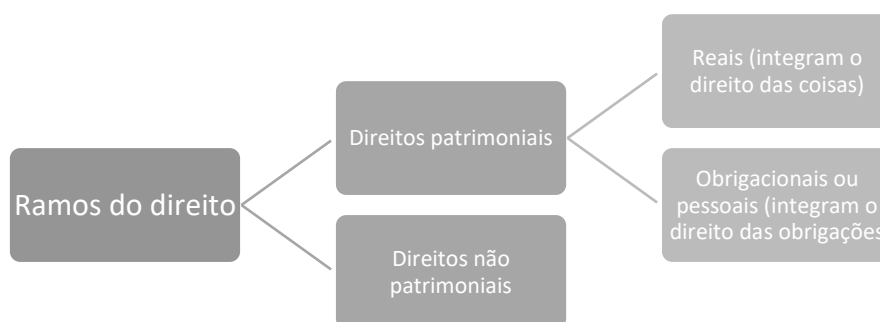 Ramos do direito
Direitos patrimoniais
Direitos não
patrimoniais
Reais (integram o
direito das coisas)
Obrigacionais ou
pessoais (integram o
direito das obrigações